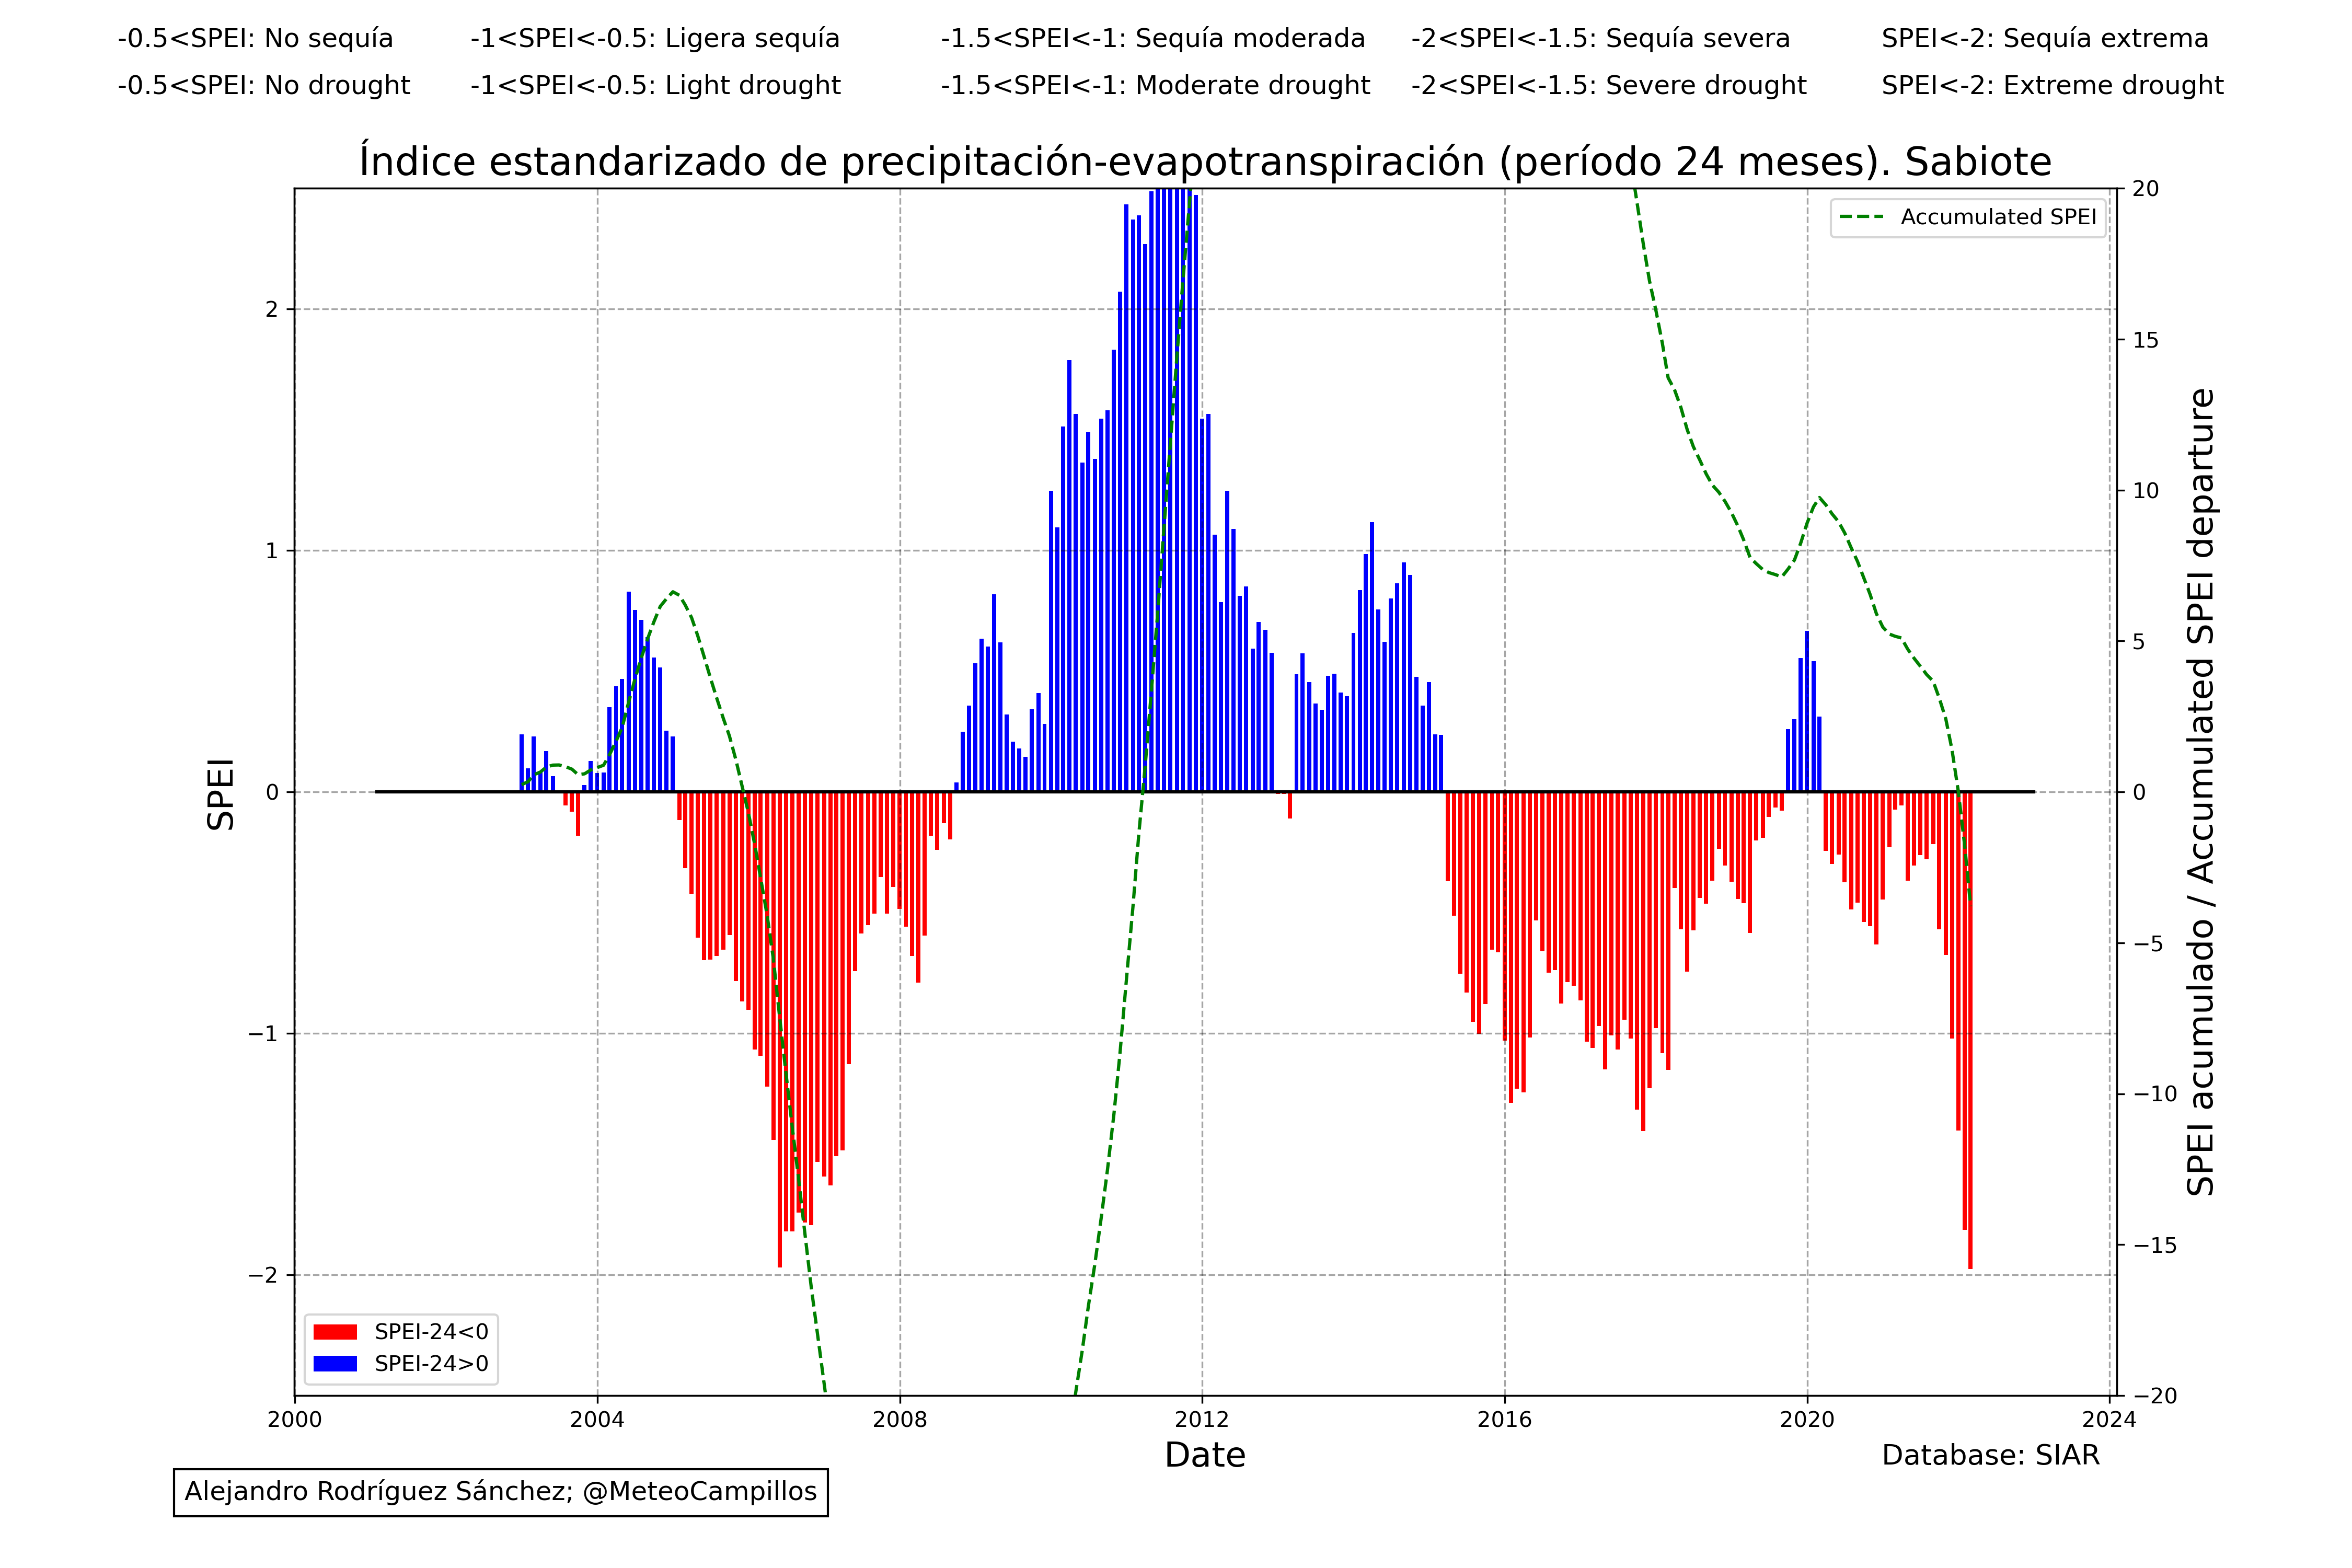 -0.5<SPEI: No sequía -1<SPEI<-0.5: Ligera sequía -1.5<SPEI<-1: Sequía moderada -2<SPEI<-1.5: Sequía severa SPEI<-2: Sequía extrema
-0.5<SPEI: No drought -1<SPEI<-0.5: Light drought -1.5<SPEI<-1: Moderate drought -2<SPEI<-1.5: Severe drought SPEI<-2: Extreme drought
Índice estandarizado de precipitación-evapotranspiración (período 24 meses). Sabiote
Accumulated SPEI
SPEI
2
1
0
−1
−2
20
15
10
5
0
−5
−10
−15
−20
SPEI acumulado / Accumulated SPEI departure
SPEI-24<0
SPEI-24>0
2000 2004 2008 2012 2016 2020 2024
Date
Database: SIAR
Alejandro Rodríguez Sánchez; @MeteoCampillos